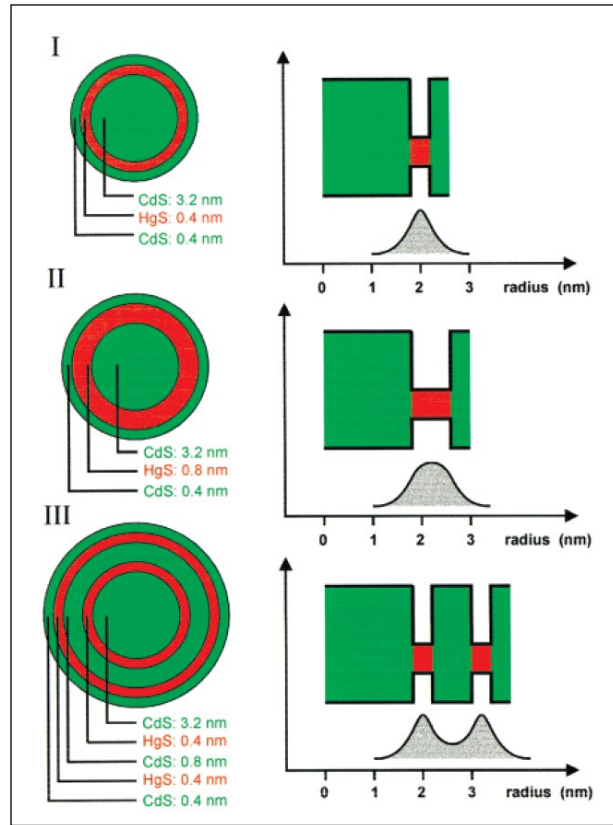 I
CdS: 3.2 nm
HgS: 0.4 nm
CdS: 0.4 nm
0 1 2 3 radius (nm)
II
CdS: 3.2 nm
HgS: 0.8 nm
CdS: 0.4 nm
0 1 2 3 radius (nm)
III
CdS: 3.2 nm
HgS: 0.4 nm
CdS: 0.8 nm
HgS: 0.4 nm
CdS: 0.4 nm
0 1 2 3 radius (nm)